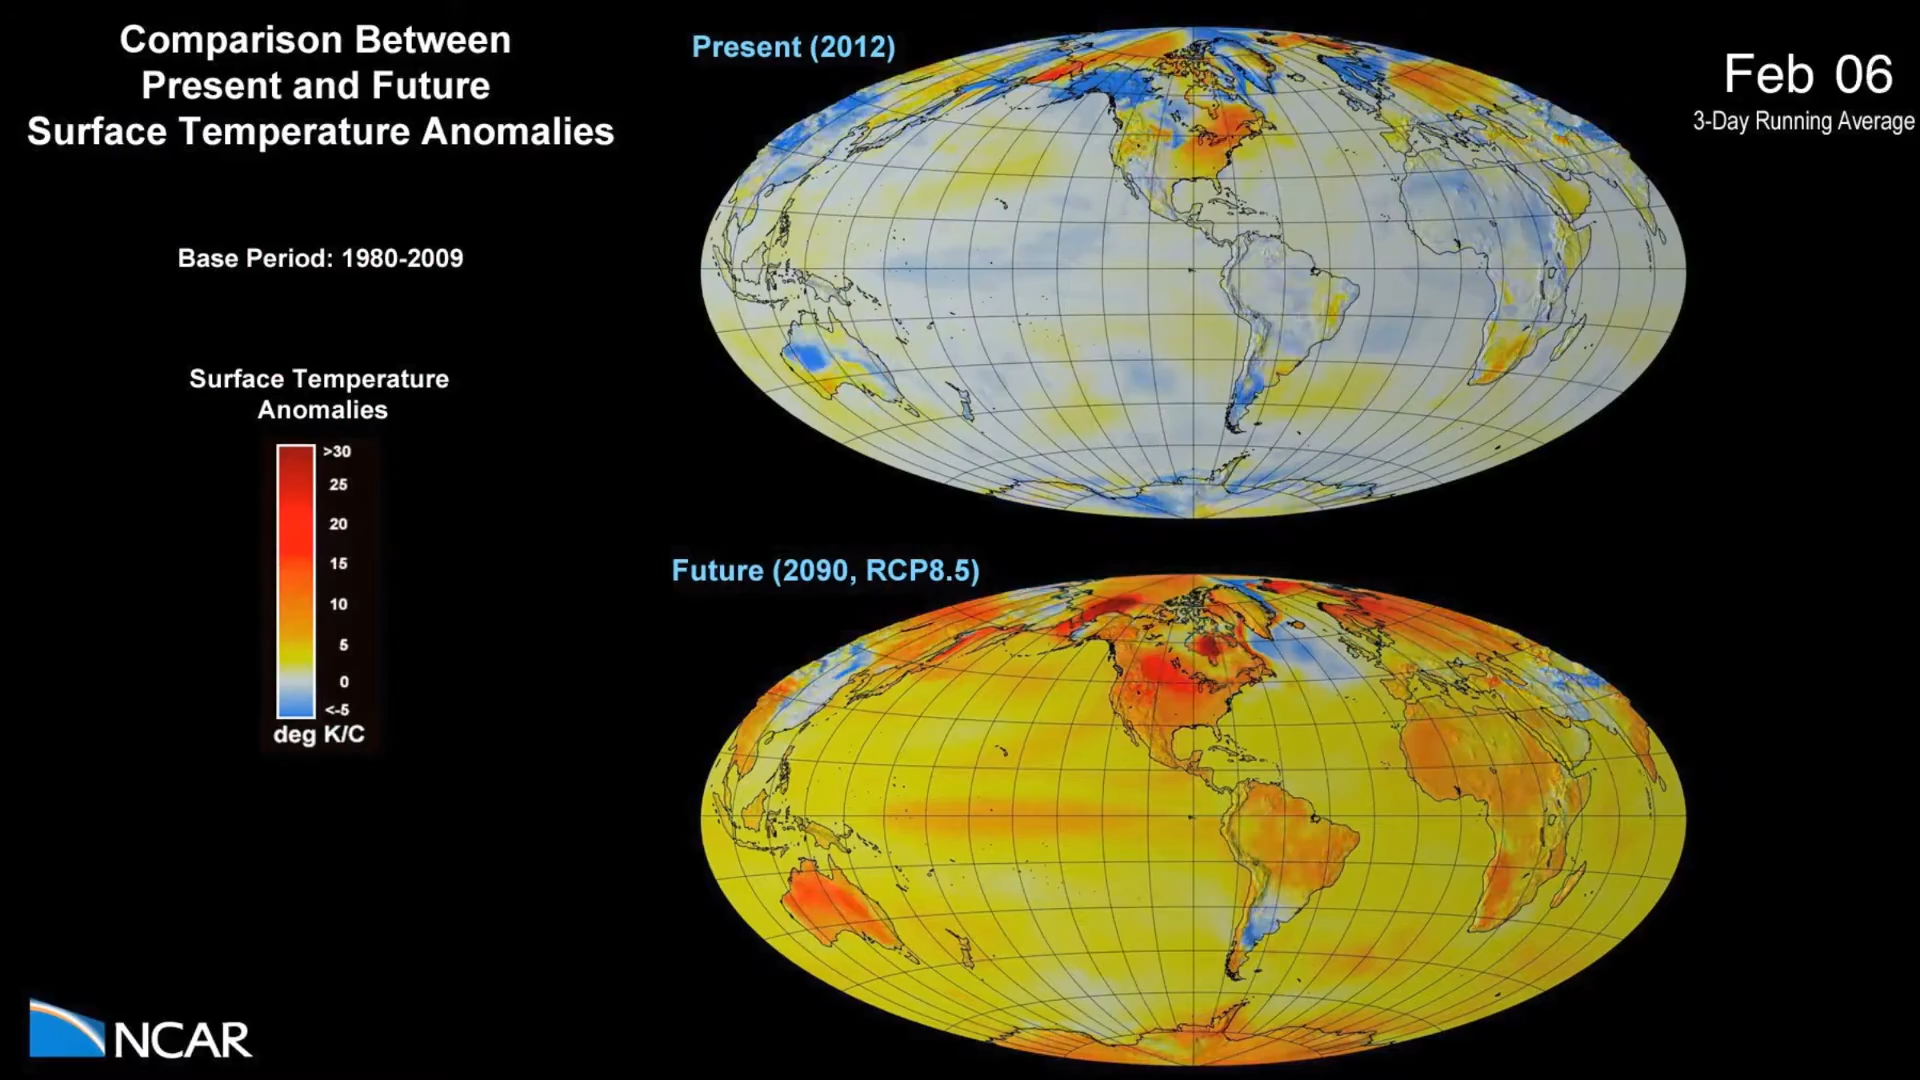 Comparison Between
Present and Future
Surface Temperature Anomalies
Base Period: 1980-2009
Surface Temperature
Anomalies
>30
25
20
15
10
5
0
<-5
deg K/C
NCAR
Present (2012)
Future (2090, RCP8.5)
Feb 06
3-Day Running Average